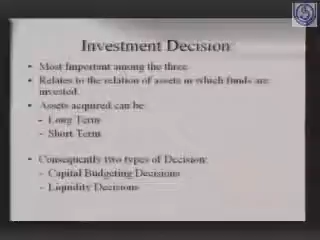 Investment Decision
• Most Important among the three
• Relates to the relation of assets in which funds are
invested.
• Assets acquired can be
- Long Term
- Short Term
• Consequently two types of Decision:
- Capital Budgeting Decisions
- Liquidity Decisions